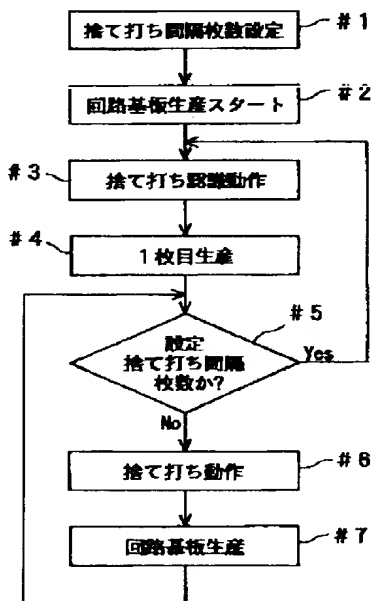 捨て打ち間隔枚数設定
#1
回路基板生産スタート
#2
#3
捨て打ち認識動作
#4
1枚目生産
#5
設定
捨て打ち間隔
枚数か?
Yes
No
捨て打ち動作
#6
回路基板生産
#7